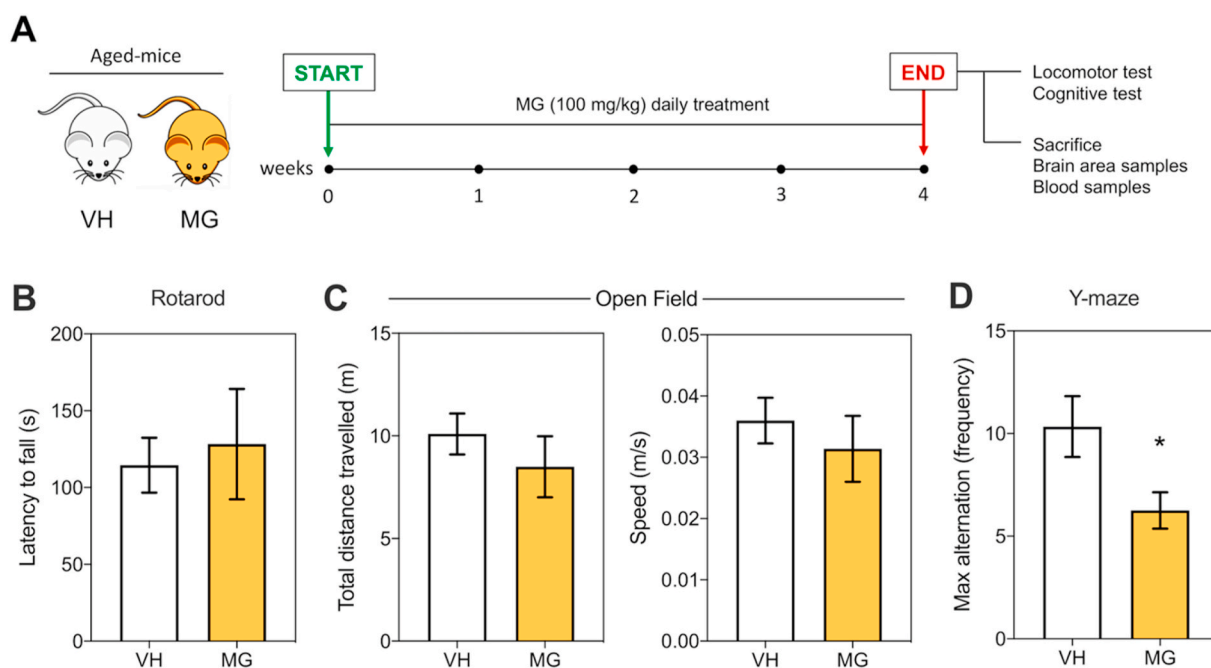 A
Aged-mice
VH
MG
START
END
MG (100 mg/kg) daily treatment
weeks
0
1
2
3
4
Locomotor test
Cognitive test
Sacrifice
Brain area samples
Blood samples
B
Rotarod
Latency to fall (s)
200
150
100
50
0
VH
MG
C
Open Field
Total distance travelled (m)
15
10
5
0
VH
MG
Speed (m/s)
0.05
0.04
0.03
0.02
0.01
0.00
VH
MG
D
Y-maze
Max alternation (frequency)
15
10
5
0
*
VH
MG